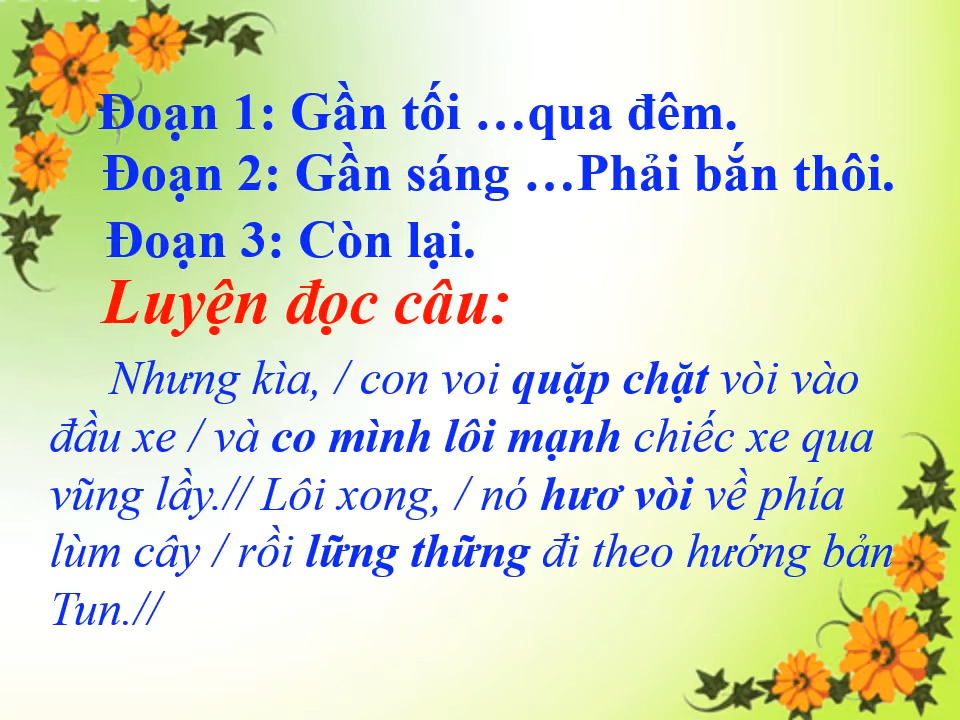 Đoạn 1: Gần tối …qua đêm.
Đoạn 2: Gần sáng …Phải bắn thôi.
Đoạn 3: Còn lại.
Luyện đọc câu:
Nhưng kìa, / con voi quặp chặt vòi vào
đầu xe / và co mình lôi mạnh chiếc xe qua
vũng lầy.// Lôi xong, / nó hươ vòi về phía
lùm cây / rồi lững thững đi theo hướng bản
Tun.//